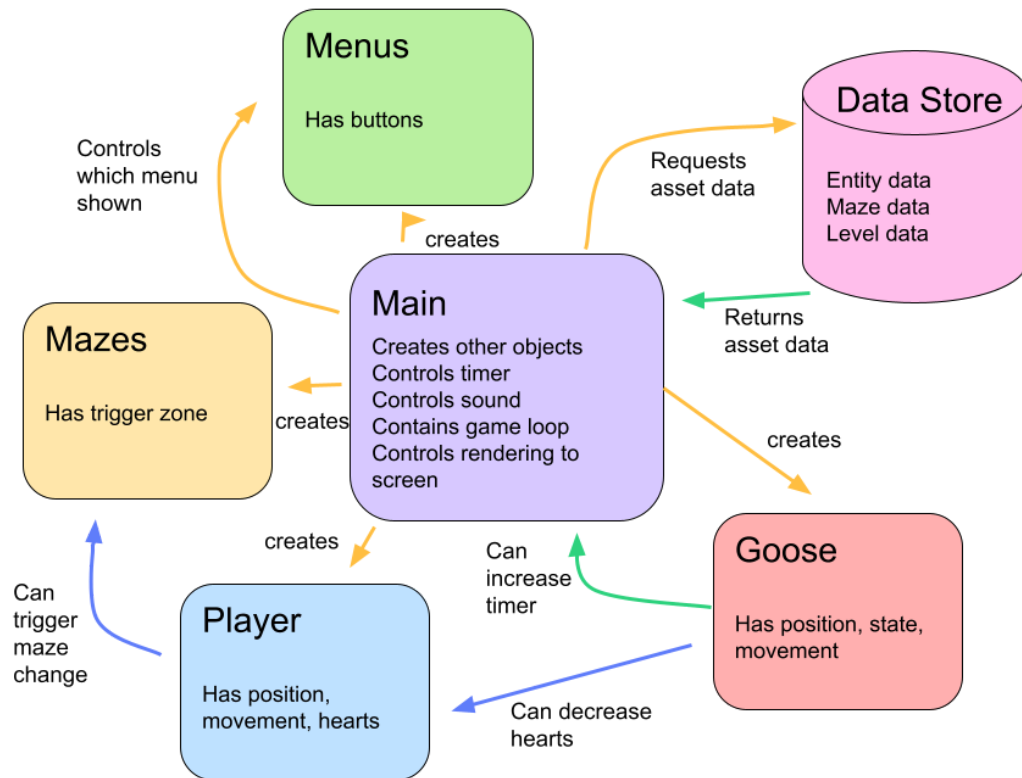 Menus
Has buttons
Data Store
Entity data
Maze data
Level data
Controls
which menu
shown
Requests
asset data
creates
Main
Creates other objects
Controls timer
Controls sound
Contains game loop
Controls rendering to
screen
Returns
asset data
Mazes
Has trigger zone
creates
creates
creates
Can
increase
timer
Goose
Has position, state,
movement
Can
trigger
maze
change
Player
Has position,
movement, hearts
Can decrease
hearts